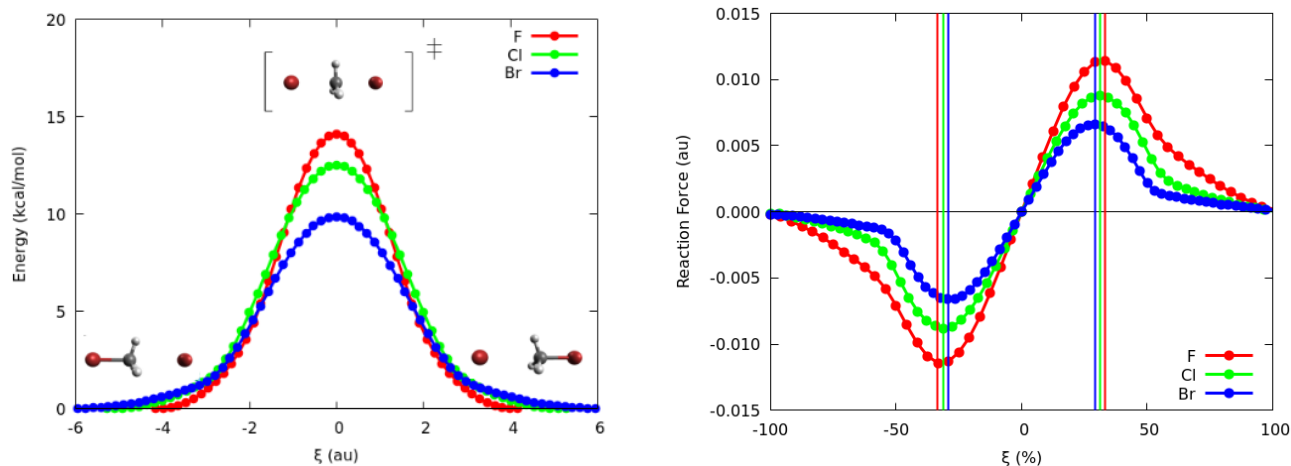 20
15
10
5
0
Energy (kcal/mol)
F
Cl
Br
‡
-6
-4
-2
0
2
4
6
ξ (au)
0.015
0.010
0.005
0.000
-0.005
-0.010
-0.015
Reaction Force (au)
F
Cl
Br
-100
-50
0
50
100
ξ (%)